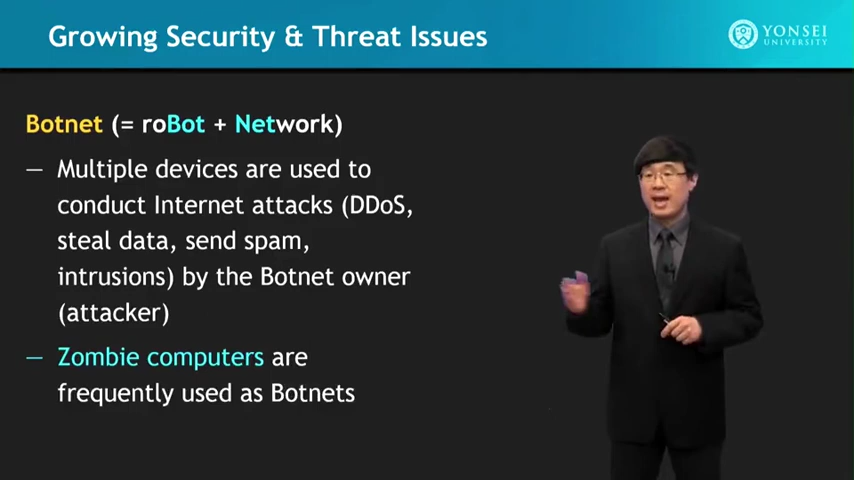 Growing Security & Threat Issues
YONSEI
UNIVERSITY
Botnet (= roBot + Network)
— Multiple devices are used to
conduct Internet attacks (DDoS,
steal data, send spam,
intrusions) by the Botnet owner
(attacker)
— Zombie computers are
frequently used as Botnets